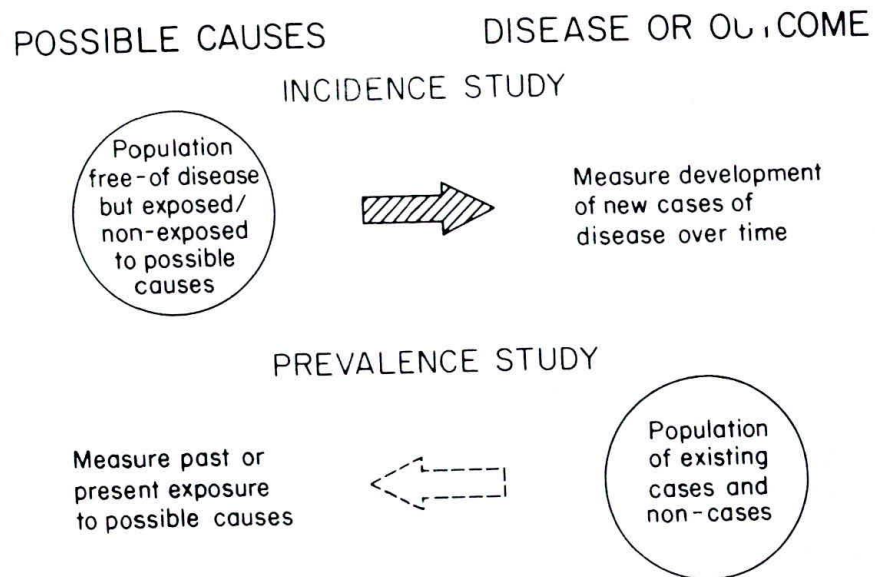 POSSIBLE CAUSES
DISEASE OR OUTCOME
INCIDENCE STUDY
Population
free-of disease
but exposed/
non-exposed
to possible
causes
Measure development
of new cases of
disease over time
PREVALENCE STUDY
Measure past or
present exposure
to possible causes
Population
of existing
cases and
non-cases